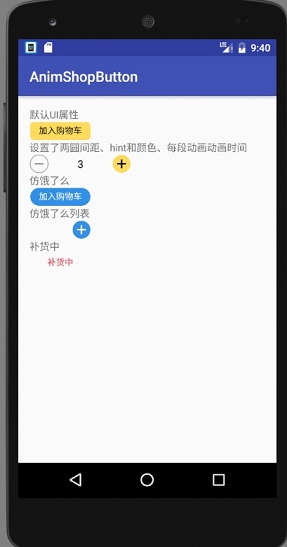 LTE 9:40
AnimShopButton
默认UI属性
加入购物车
设置了两圆间距、hint和颜色、每段动画动画时间
3
仿饿了么
加入购物车
仿饿了么列表
补货中
补货中